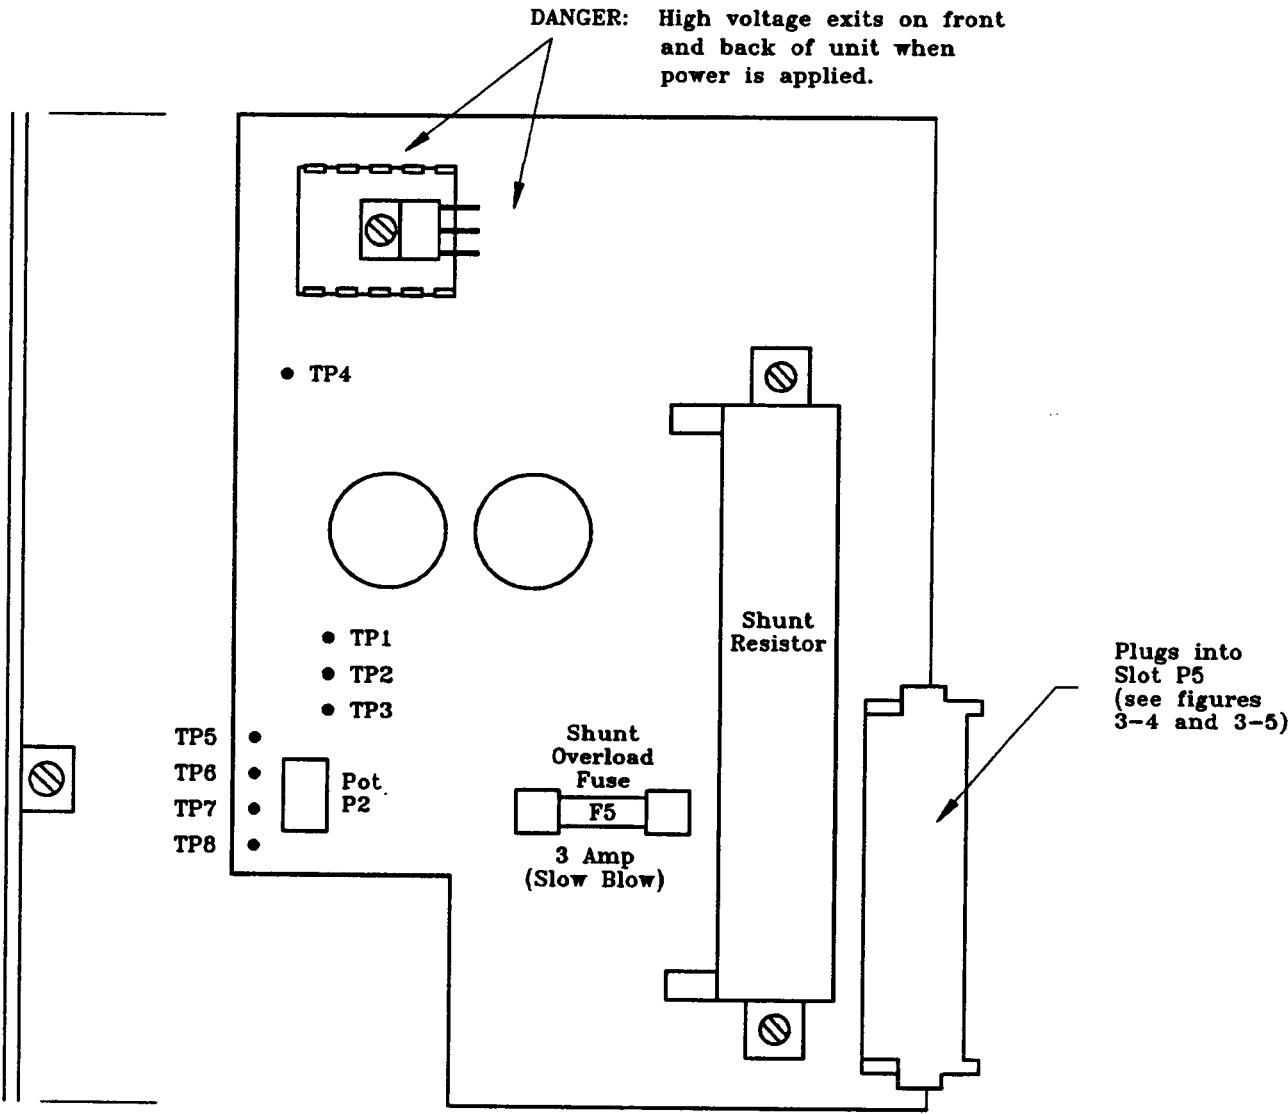 DANGER: High voltage exits on front
and back of unit when
power is applied.
TP4
TP1
TP2
TP3
TP5
TP6
TP7
TP8
Pot
P2
Shunt
Overload
Fuse
F5
3 Amp
(Slow Blow)
Shunt
Resistor
Plugs into
Slot P5
(see figures
3-4 and 3-5)